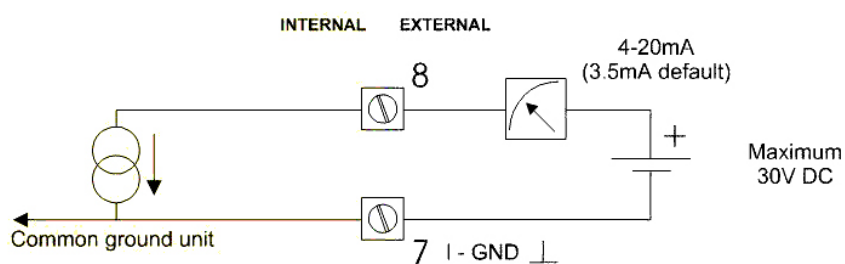 INTERNAL EXTERNAL
4-20mA
(3.5mA default)
8
+
Maximum
30V DC
Common ground unit
7 I - GND